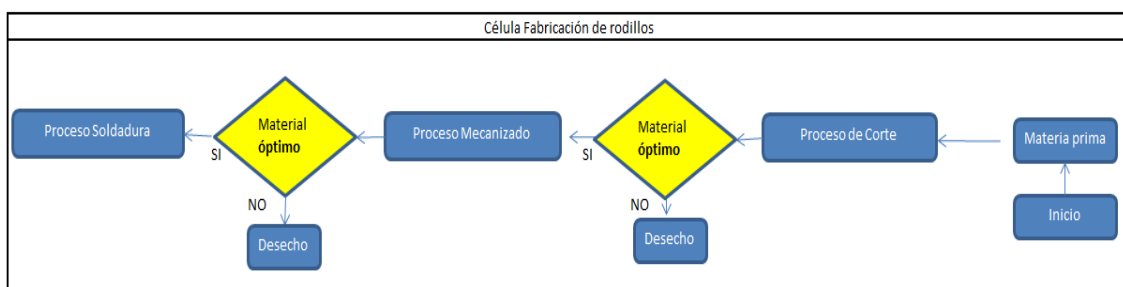 Célula Fabricación de rodillos
Proceso Soldadura
SI
Material
óptimo
NO
Desecho
Proceso Mecanizado
SI
Material
óptimo
NO
Desecho
Proceso de Corte
Materia prima
Inicio